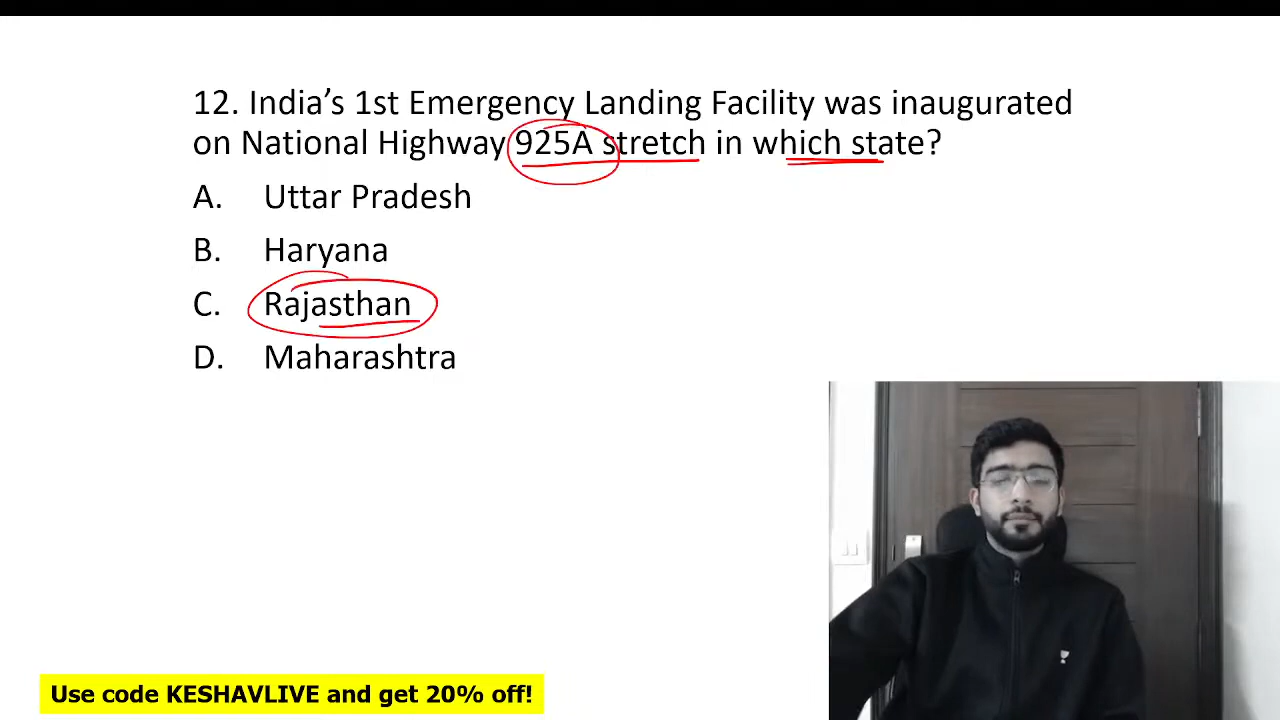 12. India’s 1st Emergency Landing Facility was inaugurated
on National Highway 925A stretch in which state?
A. Uttar Pradesh
B. Haryana
C. Rajasthan
D. Maharashtra
Use code KESHAVLIVE and get 20% off!